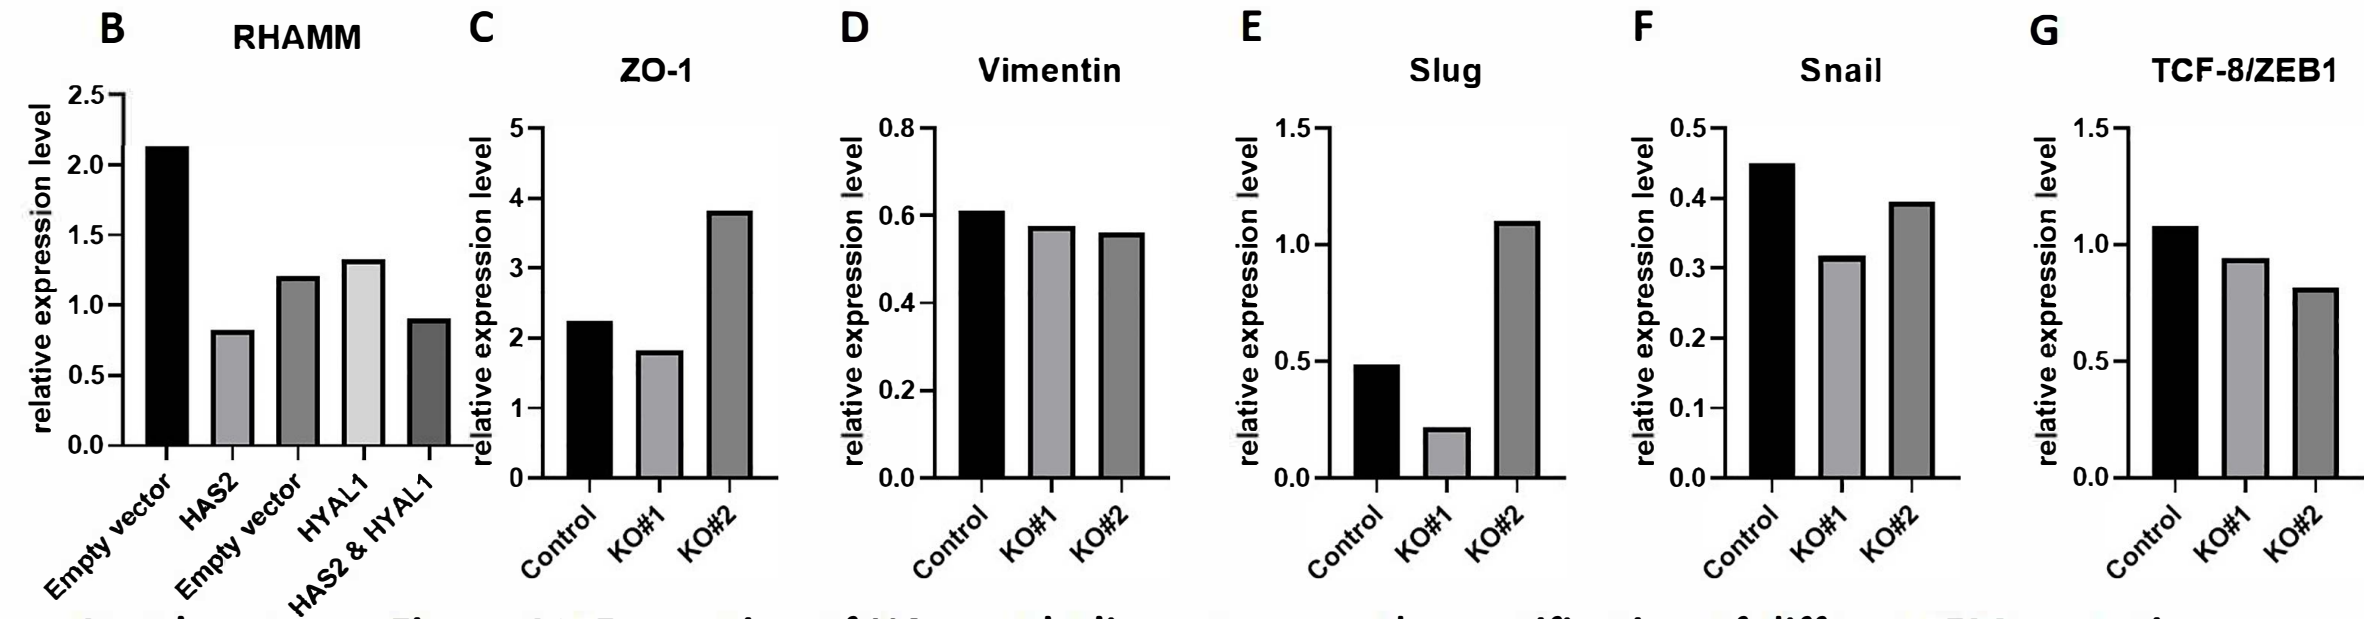 B
RHAMM
relative expression level
2.5
2.0
1.5
1.0
0.5
0.0
Empty vector
HAS2
Empty vector
HYAL1
HAS2 & HYAL1
C
ZO-1
relative expression level
5
4
3
2
1
0
Control
KO#1
KO#2
D
Vimentin
relative expression level
0.8
0.6
0.4
0.2
0.0
Control
KO#1
KO#2
E
Slug
relative expression level
1.5
1.0
0.5
0.0
Control
KO#1
KO#2
F
Snail
relative expression level
0.5
0.4
0.3
0.2
0.1
0.0
Control
KO#1
KO#2
G
TCF-8/ZEB1
relative expression level
1.5
1.0
0.5
0.0
Control
KO#1
KO#2